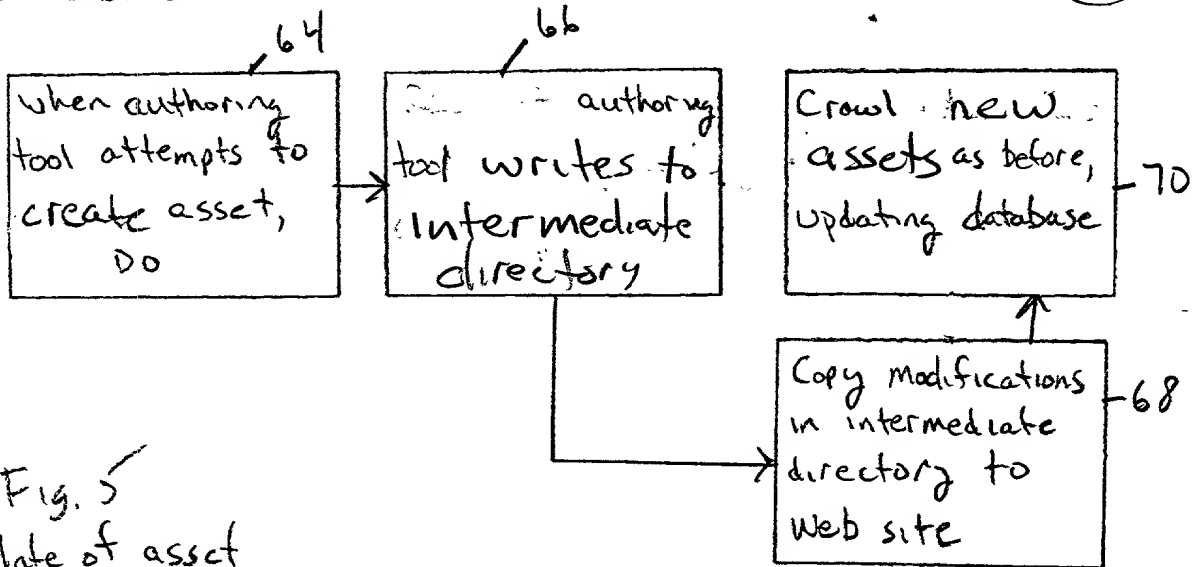 64
when authoring
tool attempts to
create asset,
DO
66
authoring
tool writes to
intermediate
directory
Crawl new
assets as before,
updating database
70
Copy modifications
in intermediate
directory to
Web site
68
Fig. 5
of asset